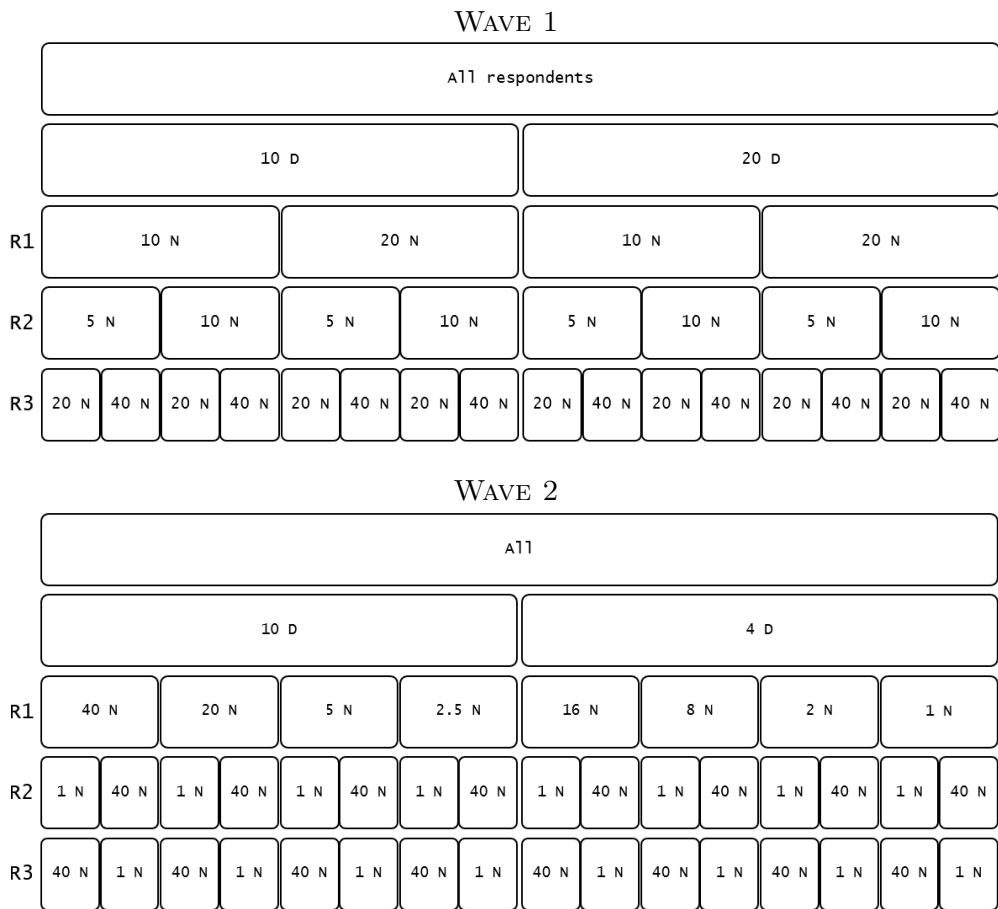 WAVE 1
All respondents
10 D 20 D
R1 10 N 20 N 10 N 20 N
R2 5 N 10 N 5 N 10 N 5 N 10 N 5 N 10 N
R3 20 N 40 N 20 N 40 N 20 N 40 N 20 N 40 N 20 N 40 N 20 N 40 N 20 N 40 N 20 N 40 N
WAVE 2
All
10 D 4 D
R1 40 N 20 N 5 N 2.5 N 16 N 8 N 2 N 1 N
R2 1 N 40 N 1 N 40 N 1 N 40 N 1 N 40 N 1 N 40 N 1 N 40 N 1 N 40 N 1 N 40 N
R3 40 N 1 N 40 N 1 N 40 N 1 N 40 N 1 N 40 N 1 N 40 N 1 N 40 N 1 N 40 N 1 N